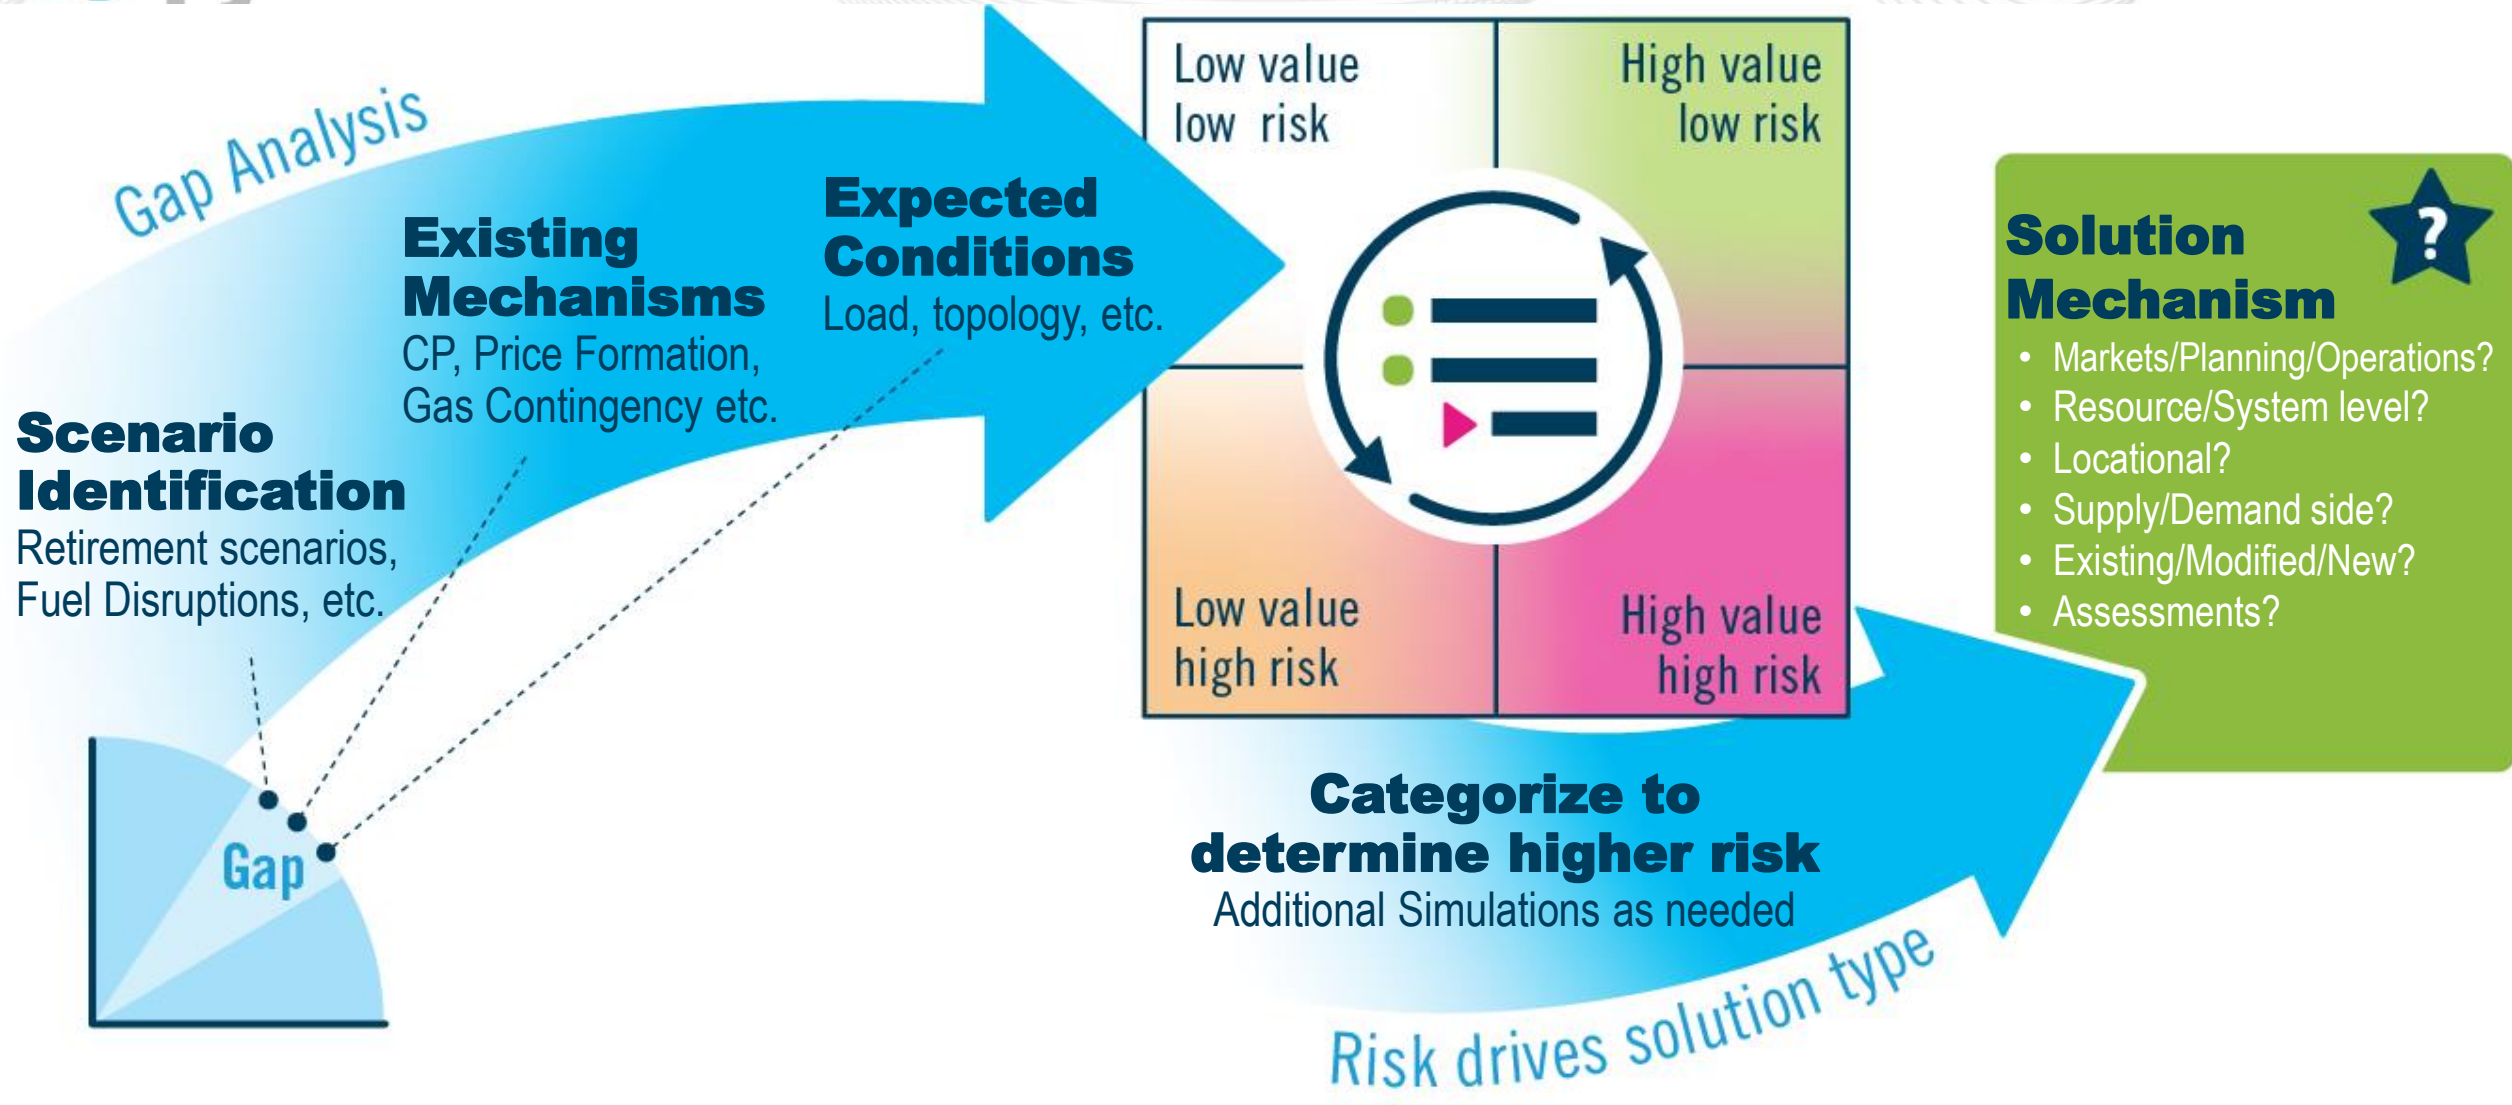 Gap Analysis
Scenario
Identification
Retirement scenarios,
Fuel Disruptions, etc.
Existing
Mechanisms
CP, Price Formation,
Gas Contingency etc.
Expected
Conditions
Load, topology, etc.
Gap
Low value
low risk
High value
low risk
Low value
high risk
High value
high risk
Categorize to
determine higher risk
Additional Simulations as needed
Risk drives solution type
?
Solution
Mechanism
• Markets/Planning/Operations?
• Resource/System level?
• Locational?
• Supply/Demand side?
• Existing/Modified/New?
• Assessments?